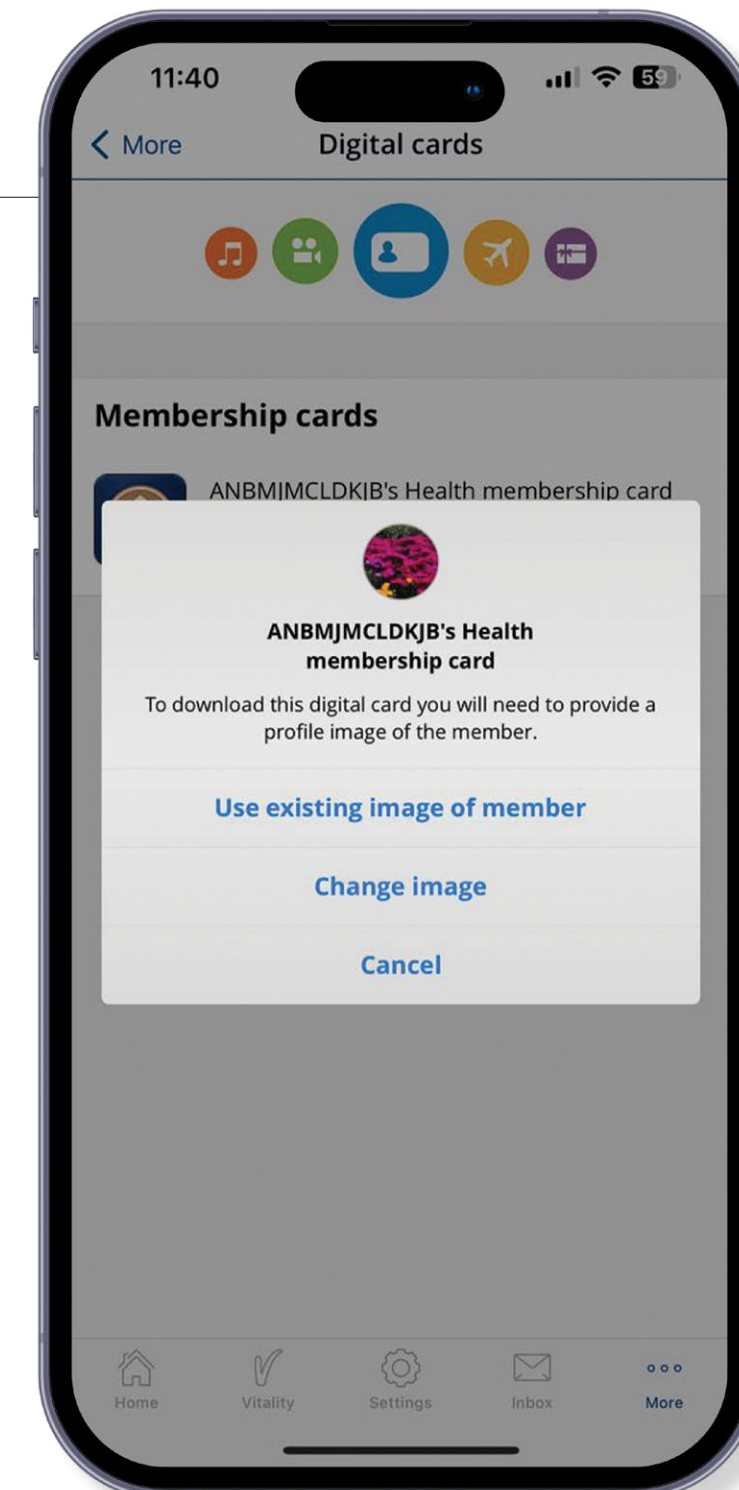 11:40
59
More
Digital cards
Membership cards
ANBMJMCLDKJB's Health membership card
ANBMJMCLDKJB's Health
membership card
To download this digital card you will need to provide a
profile image of the member.
Use existing image of member
Change image
Cancel
Home
Vitality
Settings
Inbox
More